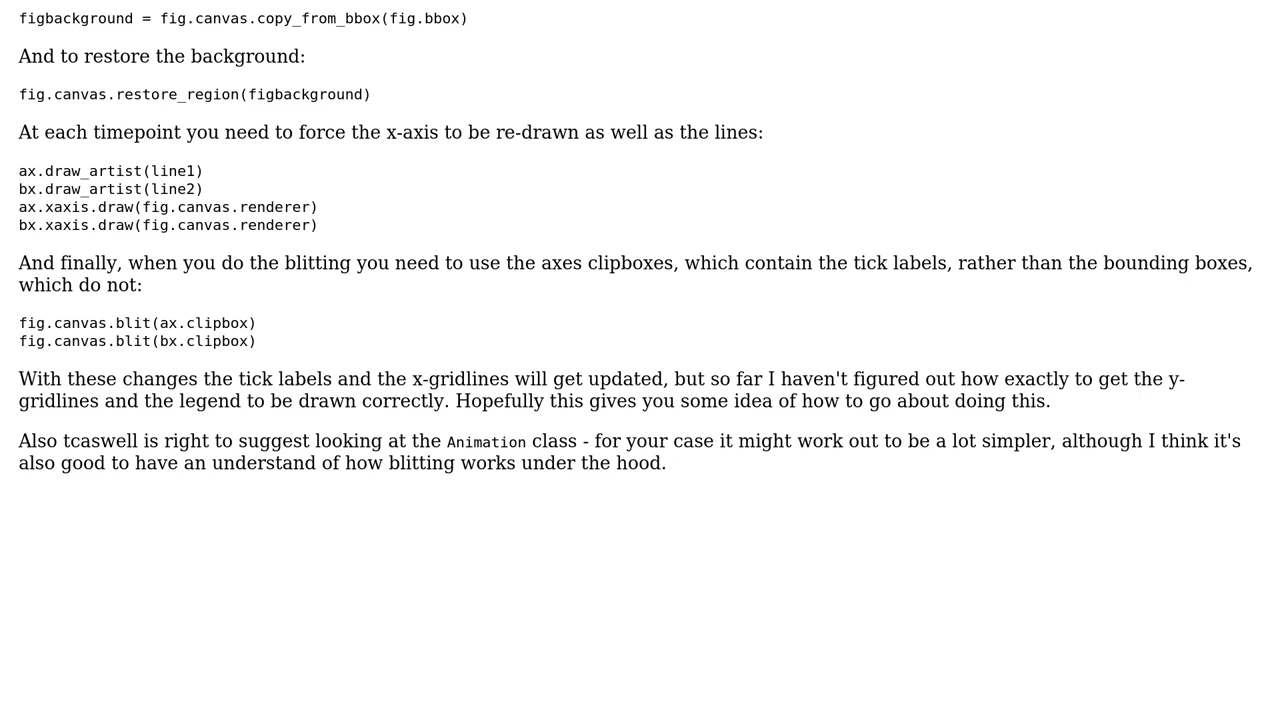 figbackground = fig.canvas.copy_from_bbox(fig.bbox)
And to restore the background:
fig.canvas.restore_region(figbackground)
At each timepoint you need to force the x-axis to be re-drawn as well as the lines:
ax.draw_artist(line1)
bx.draw_artist(line2)
ax.xaxis.draw(fig.canvas.renderer)
bx.xaxis.draw(fig.canvas.renderer)
And finally, when you do the blitting you need to use the axes clipboxes, which contain the tick labels, rather than the bounding boxes,
which do not:
fig.canvas.blit(ax.clipbox)
fig.canvas.blit(bx.clipbox)
With these changes the tick labels and the x-gridlines will get updated, but so far I haven't figured out how exactly to get the y-
gridlines and the legend to be drawn correctly. Hopefully this gives you some idea of how to go about doing this.
Also tcaswell is right to suggest looking at the Animation class - for your case it might work out to be a lot simpler, although I think it's
also good to have an understand of how blitting works under the hood.